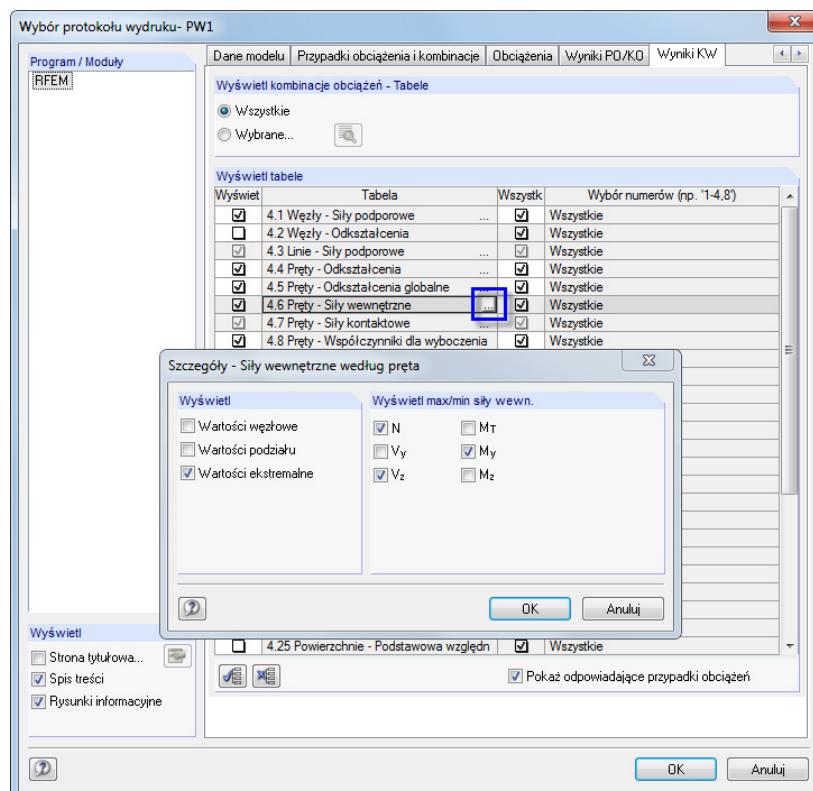 Wybór protokołu wydruku- PW1
Program / Moduły
RFEM
Dane modelu
Przypadki obciążenia i kombinacje
Obciążenia
Wyniki PO/KO
Wyniki KW
Wyświetl kombinacje obciążeń - Tabele
Wszystkie
Wybrane...
Wyświetl tabele
Wyświet Tabela Wszystk Wybór numerów (np. '1-4,8')
4.1 Węzły - Siły podporowe ... Wszystkie
4.2 Węzły - Odkształcenia Wszystkie
4.3 Linie - Siły podporowe ... Wszystkie
4.4 Pręty - Odkształcenia ... Wszystkie
4.5 Pręty - Odkształcenia globalne ... Wszystkie
4.6 Pręty - Siły wewnętrzne ... Wszystkie
4.7 Pręty - Siły kontaktowe ... Wszystkie
4.8 Pręty - Współczynniki dla wyboczenia Wszystkie
Szczegóły - Siły wewnętrzne według pręta
Wyświetl
Wartości węzłowe
Wartości podziału
Wartości ekstremalne
Wyświetl max/min siły wewn.
N MT
Vy My
Vz Mz
OK Anuluj
4.25 Powierzchnie - Podstawowa względn Wszystkie
Wyświetl
Strona tytułowa...
Spis treści
Rysunki informacyjne
Pokaż odpowiadające przypadki obciążeń
OK Anuluj